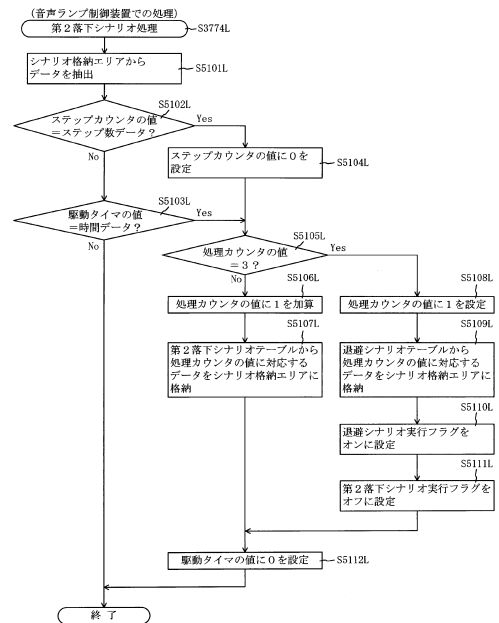 (音声ランプ制御装置での処理)
第2落下シナリオ処理
S3774L
シナリオ格納エリアから
データを抽出
S5101L
S5102L
ステップカウンタの値
=ステップ数データ?
Yes
No
ステップカウンタの値に0を
設定
S5104L
S5103L
駆動タイマの値
=時間データ?
Yes
No
S5105L
処理カウンタの値
=3?
Yes
No
S5106L
処理カウンタの値に1を加算
S5108L
処理カウンタの値に1を設定
S5107L
第2落下シナリオテーブルから
処理カウンタの値に対応する
データをシナリオ格納エリアに
格納
S5109L
退避シナリオテーブルから
処理カウンタの値に対応する
データをシナリオ格納エリアに
格納
S5110L
退避シナリオ実行フラグを
オンに設定
S5111L
第2落下シナリオ実行フラグを
オフに設定
駆動タイマの値に0を設定
S5112L
終了